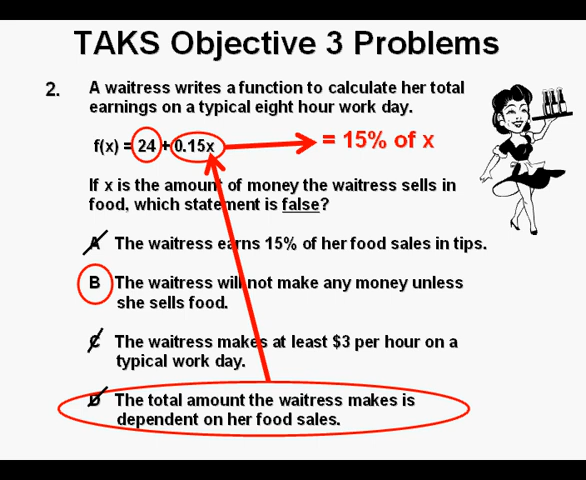 TAKS Objective 3 Problems
2. A waitress writes a function to calculate her total
earnings on a typical eight hour work day.
f(x) = 24 + 0.15x = 15% of x
If x is the amount of money the waitress sells in
food, which statement is false?
A The waitress earns 15% of her food sales in tips.
B The waitress will not make any money unless
she sells food.
C The waitress makes at least $3 per hour on a
typical work day.
D The total amount the waitress makes is
dependent on her food sales.